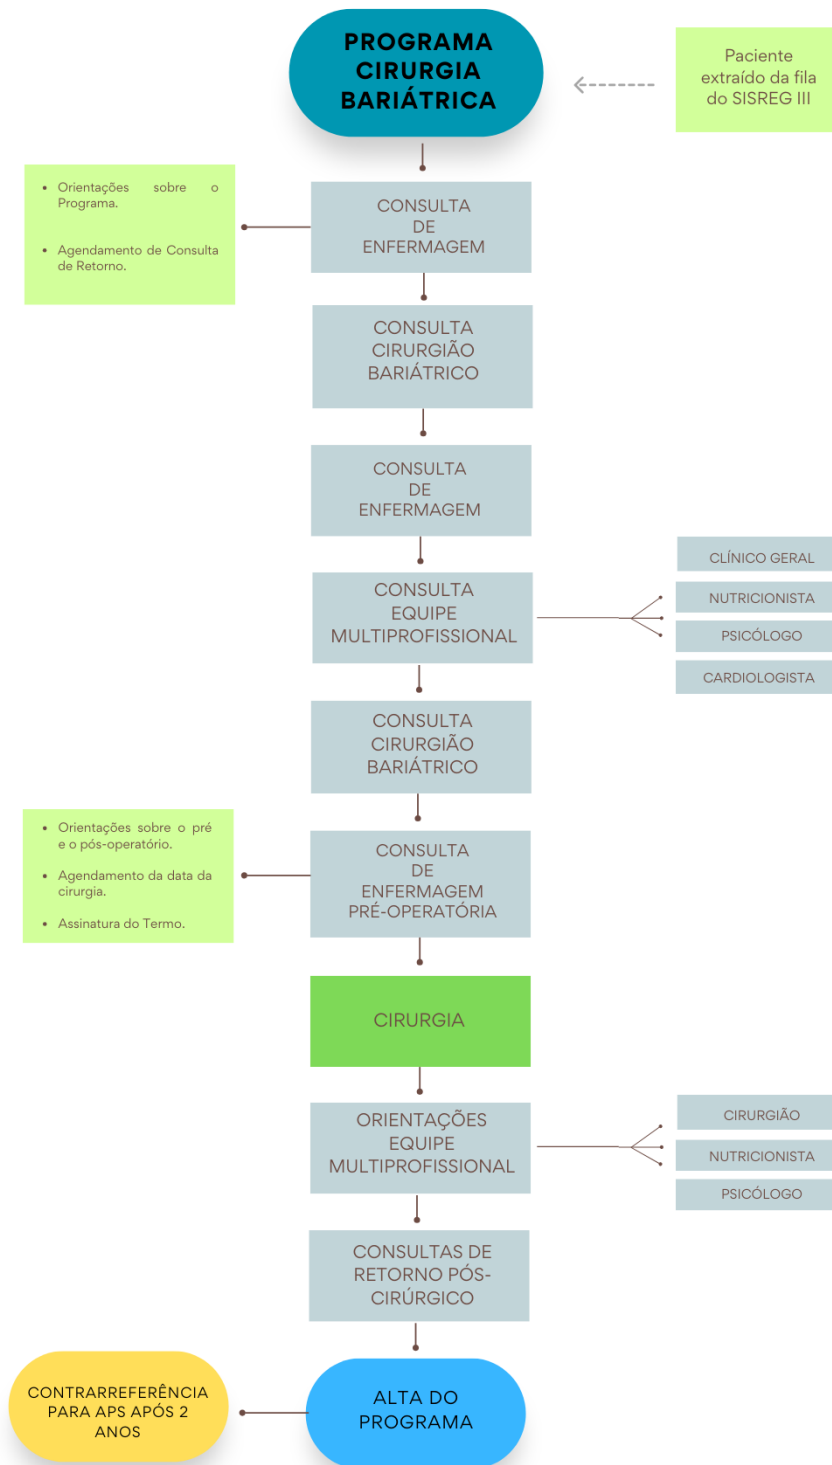 PROGRAMA
CIRURGIA
BARIÁTRICA
Paciente
extraído da fila
do SISREG III
• Orientações sobre o
Programa.
• Agendamento de Consulta
de Retorno.
CONSULTA
DE
ENFERMAGEM
CONSULTA
CIRURGIÃO
BARIÁTRICO
CONSULTA
DE
ENFERMAGEM
CONSULTA
EQUIPE
MULTIPROFISSIONAL
CLÍNICO GERAL
NUTRICIONISTA
PSICÓLOGO
CARDIOLOGISTA
CONSULTA
CIRURGIÃO
BARIÁTRICO
• Orientações sobre o pré
e o pós-operatório.
• Agendamento da data da
cirurgia.
• Assinatura do Termo.
CONSULTA
DE
ENFERMAGEM
PRÉ-OPERATÓRIA
CIRURGIA
ORIENTAÇÕES
EQUIPE
MULTIPROFISSIONAL
CIRURGIÃO
NUTRICIONISTA
PSICÓLOGO
CONSULTAS DE
RETORNO PÓS-
CIRÚRGICO
CONTRARREFERÊNCIA
PARA APS APÓS 2
ANOS
ALTA DO
PROGRAMA